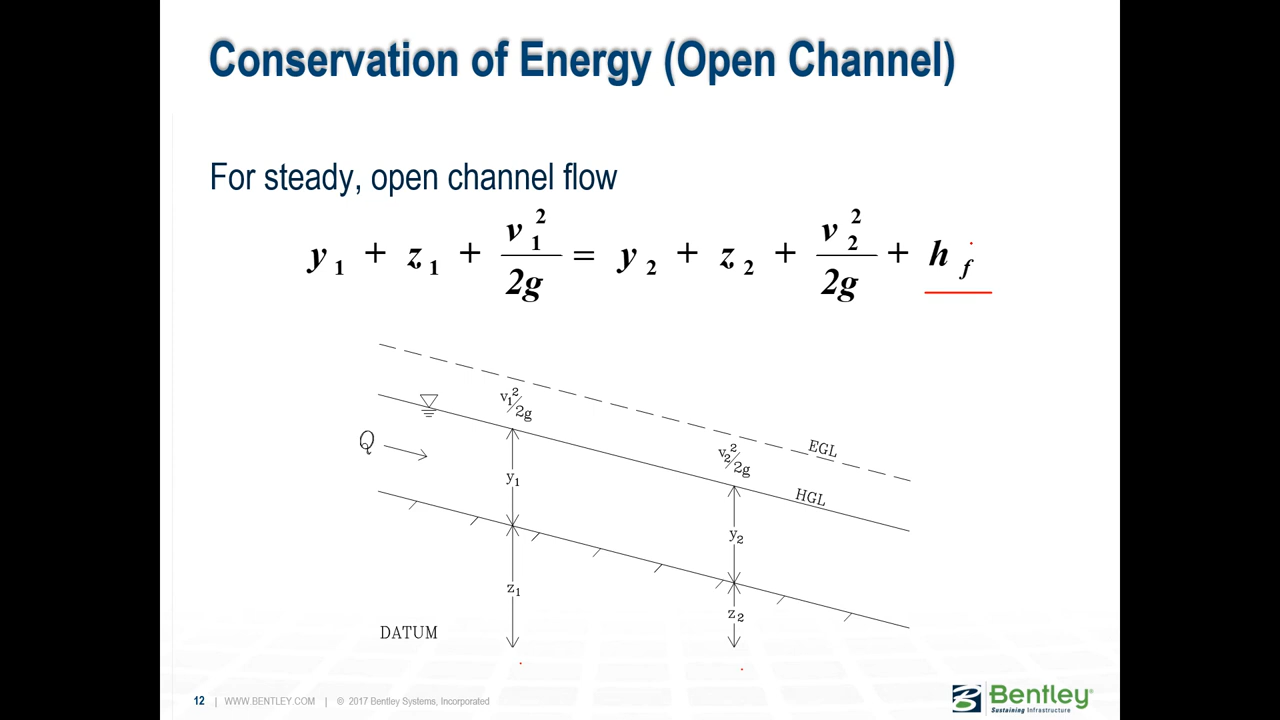 Conservation of Energy (Open Channel)
For steady, open channel flow
y₁ + z₁ + v₁²/2g = y₂ + z₂ + v₂²/2g + h_f
v₁²/2g
Q
EGL
v₂²/2g
y₁
HGL
y₂
z₁
z₂
DATUM
12 | WWW.BENTLEY.COM | © 2017 Bentley Systems, Incorporated
Bentley®
Sustaining Infrastructure